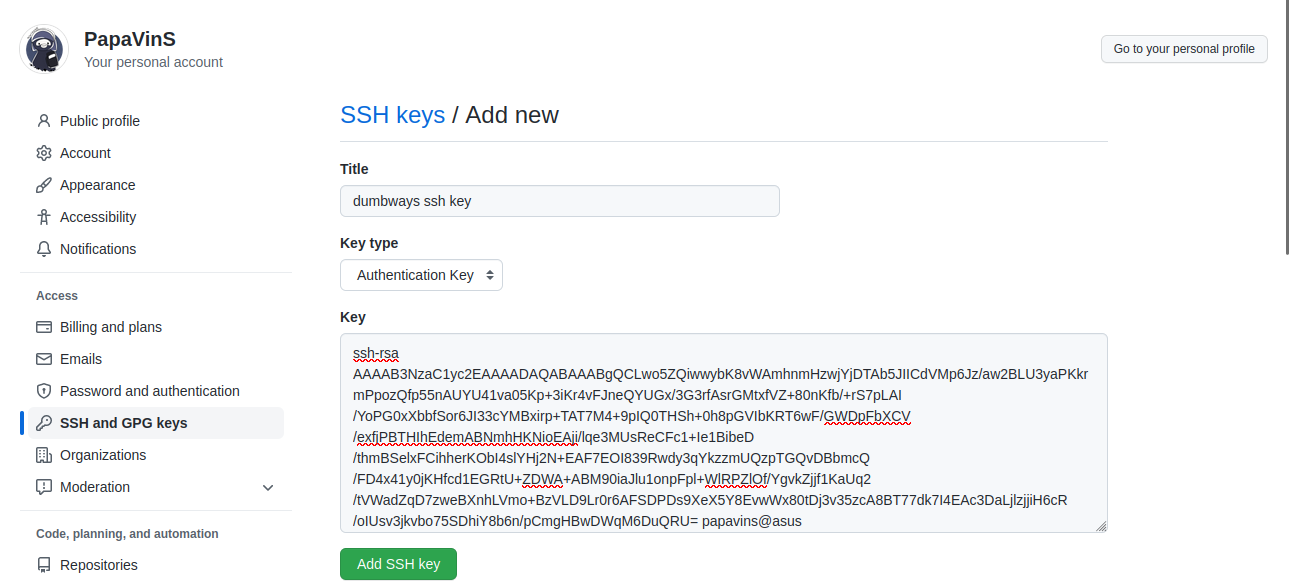 PapaVinS
Your personal account
Go to your personal profile
Public profile
Account
Appearance
Accessibility
Notifications
Access
Billing and plans
Emails
Password and authentication
SSH and GPG keys
Organizations
Moderation
Code, planning, and automation
Repositories
SSH keys / Add new
Title
dumbways ssh key
Key type
Authentication Key
Key
ssh-rsa
AAAAB3NzaC1yc2EAAAADAQABAAABgQCLwo5ZQiwwybK8vWAmhnmHzwjYjDTAb5JIICdVMp6Jz/aw2BLU3yaPKkr
mPpozQfp55nAUYU41va05Kp+3iKr4vFJneQYUGx/3G3rfAsrGMtxfVZ+80nKfb/+rS7pLAI
/YoPG0xXbbfSor6JI33cYMBxirp+TAT7M4+9pIQ0THSh+0h8pGVIbKRT6wF/GWDpFbXCV
/exfjPBTHIhEdemABNmhHKNioEAji/lqe3MUsReCFc1+Ie1BibeD
/thmBSelxFCihherKObI4slYHj2N+EAF7EOI839Rwdy3qYkzzmUQzpTGQvDBbmcQ
/FD4x41y0jKHfcd1EGRtU+ZDWA+ABM90iaJlu1onpFpl+WlRPZlOf/YgvkZjjf1KaUq2
/tVWadZqD7zweBXnhLVmo+BzVLD9Lr0r6AFSDPDs9XeX5Y8EvwWx80tDj3v35zcA8BT77dk7I4EAc3DaLjlzjjiH6cR
/oIUsv3jkvbo75SDhiY8b6n/pCmgHBwDWqM6DuQRU= papavins@asus
Add SSH key